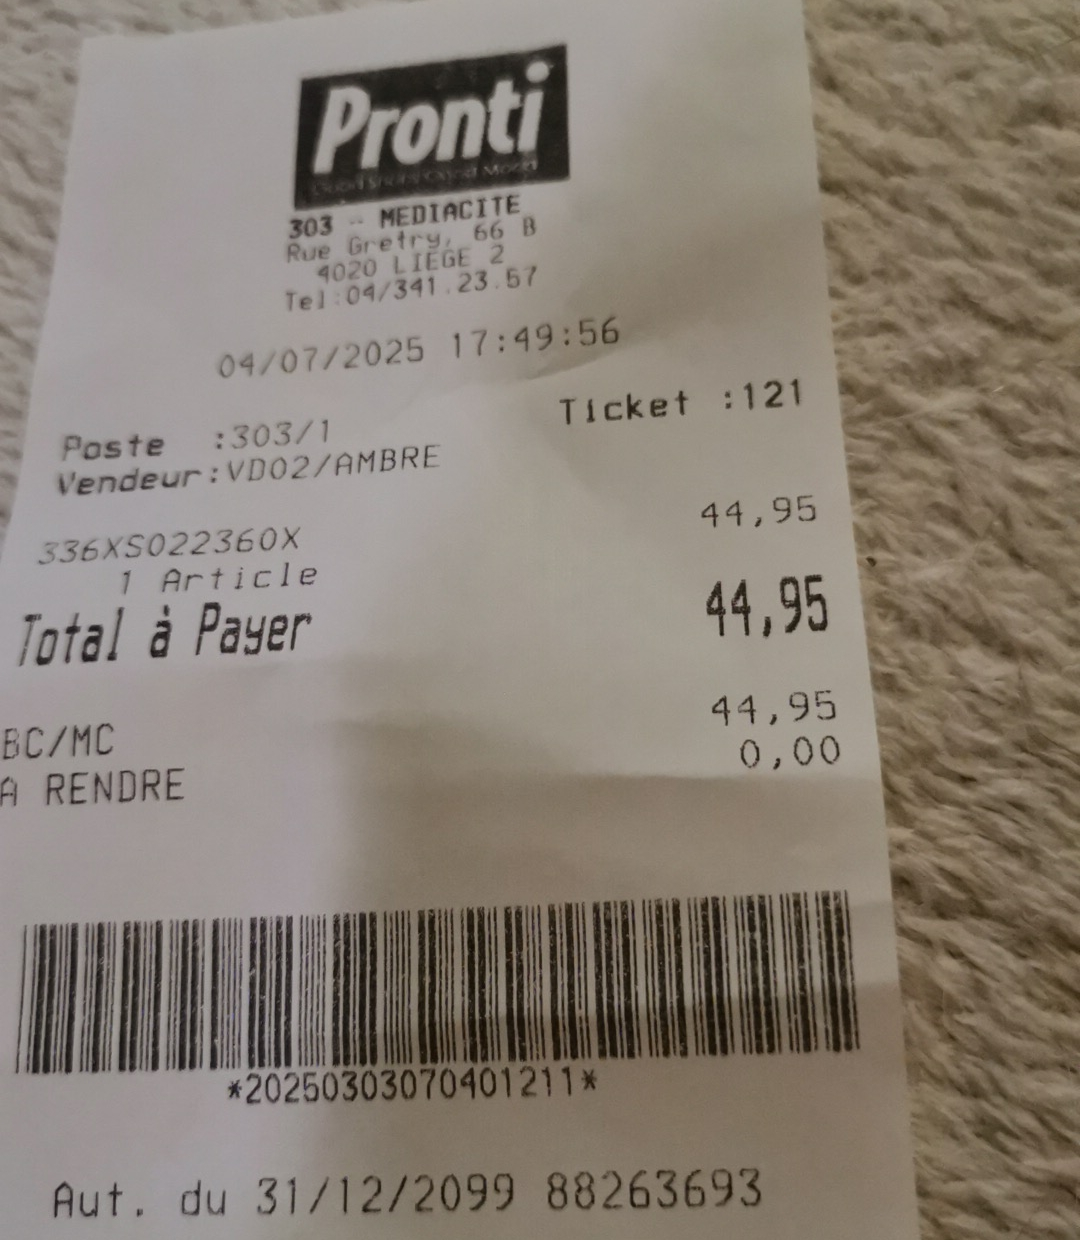 Pronti
303 - MEDIACITE
Rue Gretry, 66 B
4020 LIEGE 2
Tel:04/341.23.57
04/07/2025 17:49:56
Ticket :121
Poste :303/1
Vendeur:VD02/AMBRE
336XS022360X 44,95
1 Article
Total à Payer 44,95
BC/MC 44,95
A RENDRE 0,00
*20250303070401211*
Aut. du 31/12/2099 88263693